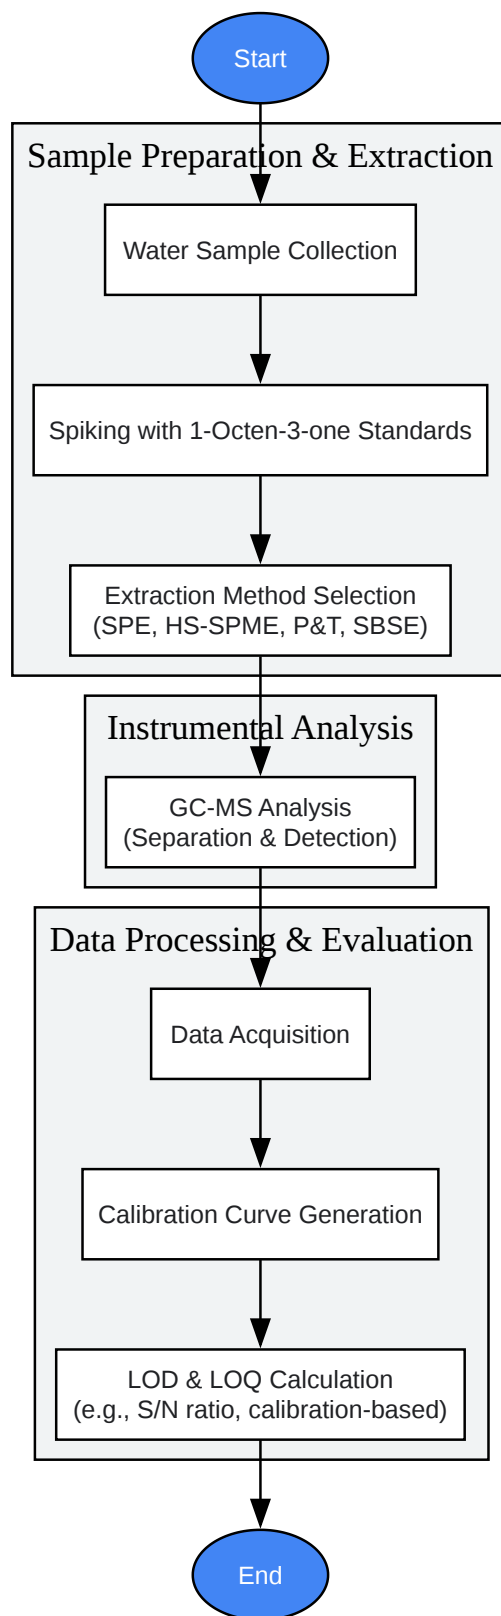 Start
Sample Preparation & Extraction
Water Sample Collection
Spiking with 1-Octen-3-one Standards
Extraction Method Selection
(SPE, HS-SPME, P&T, SBSE)
Instrumental Analysis
GC-MS Analysis
(Separation & Detection)
Data Processing & Evaluation
Data Acquisition
Calibration Curve Generation
LOD & LOQ Calculation
(e.g., S/N ratio, calibration-based)
End